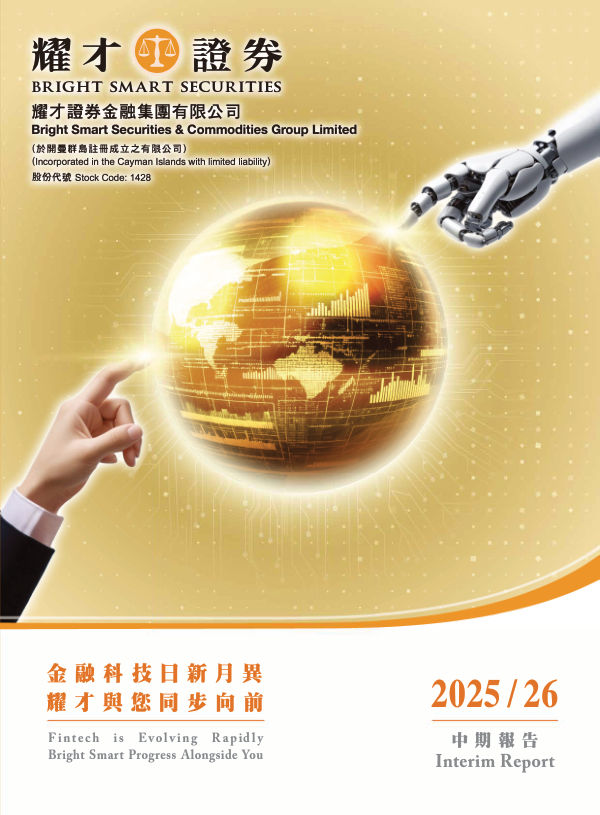 耀才證券
BRIGHT SMART SECURITIES
耀才證券金融集團有限公司
Bright Smart Securities & Commodities Group Limited
(於開曼群島註冊成立之有限公司)
(Incorporated in the Cayman Islands with limited liability)
股份代號 Stock Code: 1428
金融科技日新月異
耀才與您同步向前
Fintech is Evolving Rapidly
Bright Smart Progress Alongside You
2025/26
中期報告
Interim Report